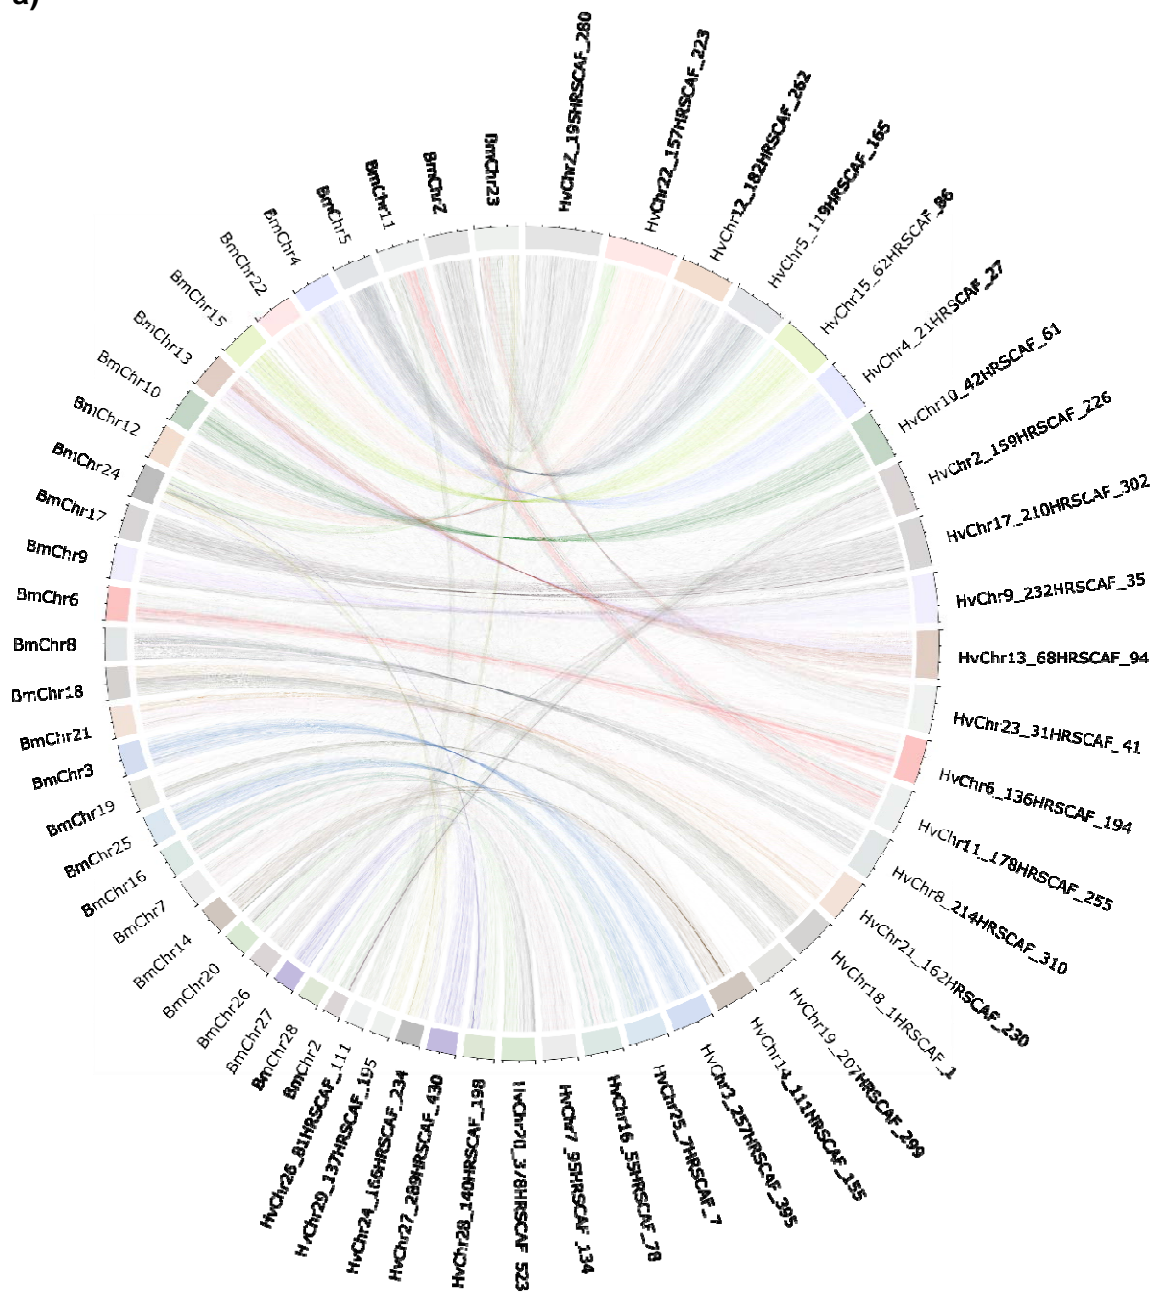 a)
HvChrZ_195HRSCAF_280
HvChr22_157HRSCAF_223
HvChr12_182HRSCAF_262
HvChr5_119HRSCAF_165
HvChr15_62HRSCAF_86
HvChr4_21HRSCAF_27
HvChr10_42HRSCAF_61
HvChr2_159HRSCAF_226
HvChr17_210HRSCAF_302
HvChr9_232HRSCAF_35
HvChr13_68HRSCAF_94
HvChr23_31HRSCAF_41
HvChr6_136HRSCAF_194
HvChr11_178HRSCAF_255
HvChr8_214HRSCAF_310
HvChr21_162HRSCAF_230
HvChr18_1HRSCAF_1
HvChr19_207HRSCAF_299
HvChr14_111HRSCAF_155
HvChr3_257HRSCAF_395
HvChr25_7HRSCAF_7
HvChr16_55HRSCAF_78
HvChr7_95HRSCAF_134
HvChr20_378HRSCAF_523
HvChr28_140HRSCAF_198
HvChr27_289HRSCAF_430
HvChr24_166HRSCAF_234
HvChr29_137HRSCAF_195
HvChr26_81HRSCAF_111
BmChr2
BmChr28
BmChr27
BmChr26
BmChr20
BmChr14
BmChr7
BmChr16
BmChr25
BmChr19
BmChr3
BmChr21
BmChr18
BmChr8
BmChr6
BmChr9
BmChr17
BmChr24
BmChr12
BmChr10
BmChr13
BmChr15
BmChr22
BmChr4
BmChr5
BmChr11
BmChrZ
BmChr23